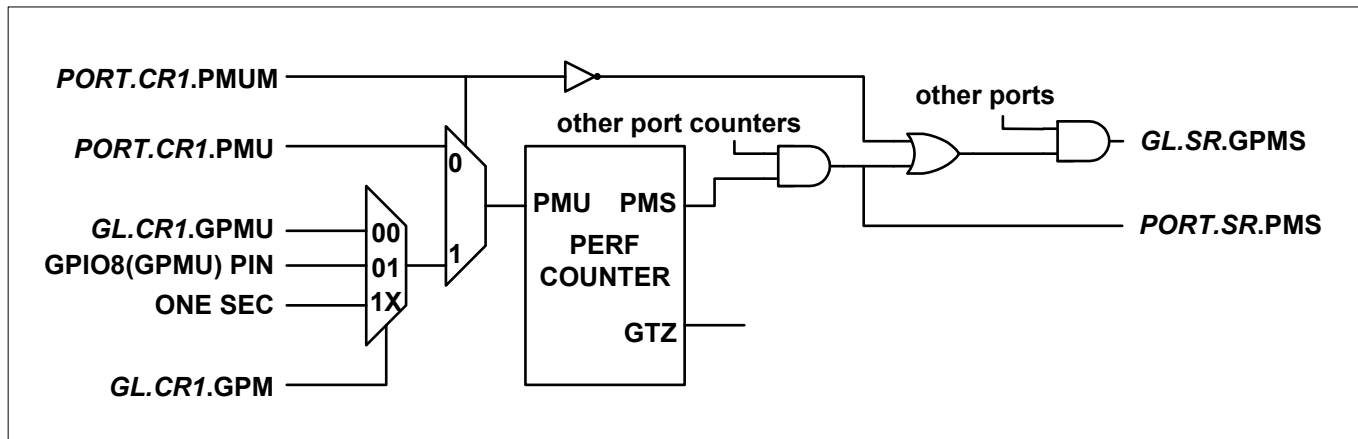 PORT.CR1.PMUM
other ports
PORT.CR1.PMU
other port counters
GL.SR.GPMS
0
PMU PMS
GL.CR1.GPMU
00
PORT.SR.PMS
PERF
COUNTER
GPIO8(GPMU) PIN
01
1
ONE SEC
1X
GTZ
GL.CR1.GPM